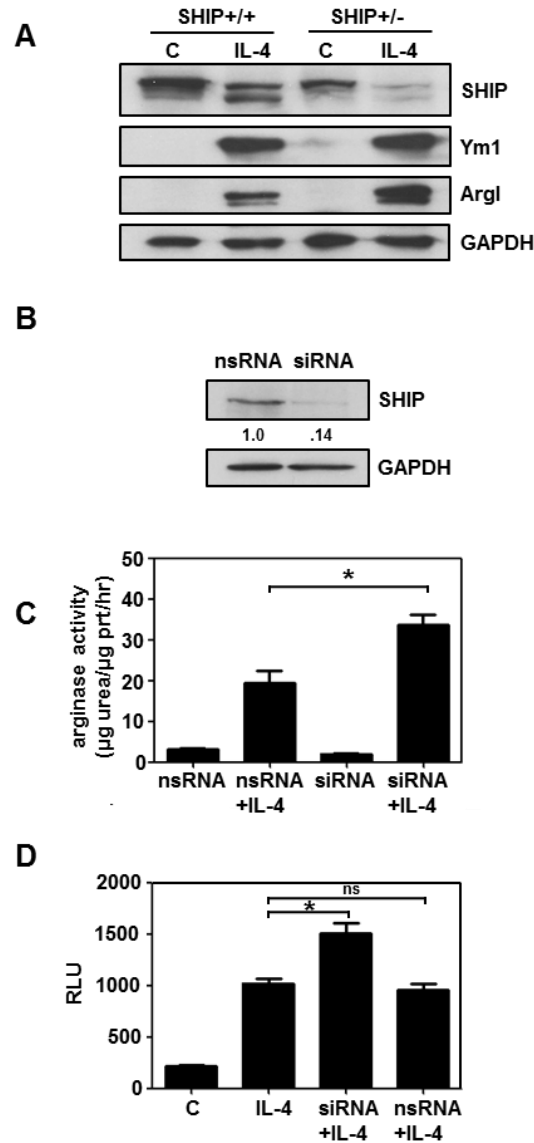 A
SHIP+/+ SHIP+/-
C IL-4 C IL-4
SHIP
Ym1
ArgI
GAPDH
B
nsRNA siRNA
SHIP
1.0 .14
GAPDH
C
arginase activity
(µg urea/µg prt/hr)
50
40
30
20
10
0
*
nsRNA nsRNA siRNA siRNA
+IL-4 +IL-4
D
RLU
2000
1500
1000
500
0
ns
*
C IL-4 siRNA nsRNA
+IL-4 +IL-4